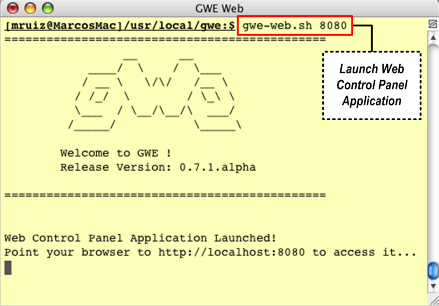 GWE Web
[mruiz@MarcosMac]/usr/local/gwe:$ gwe-web.sh 8080
Launch Web
Control Panel
Application
Welcome to GWE !
Release Version: 0.7.1.alpha
Web Control Panel Application Launched!
Point your browser to http://localhost:8080 to access it...